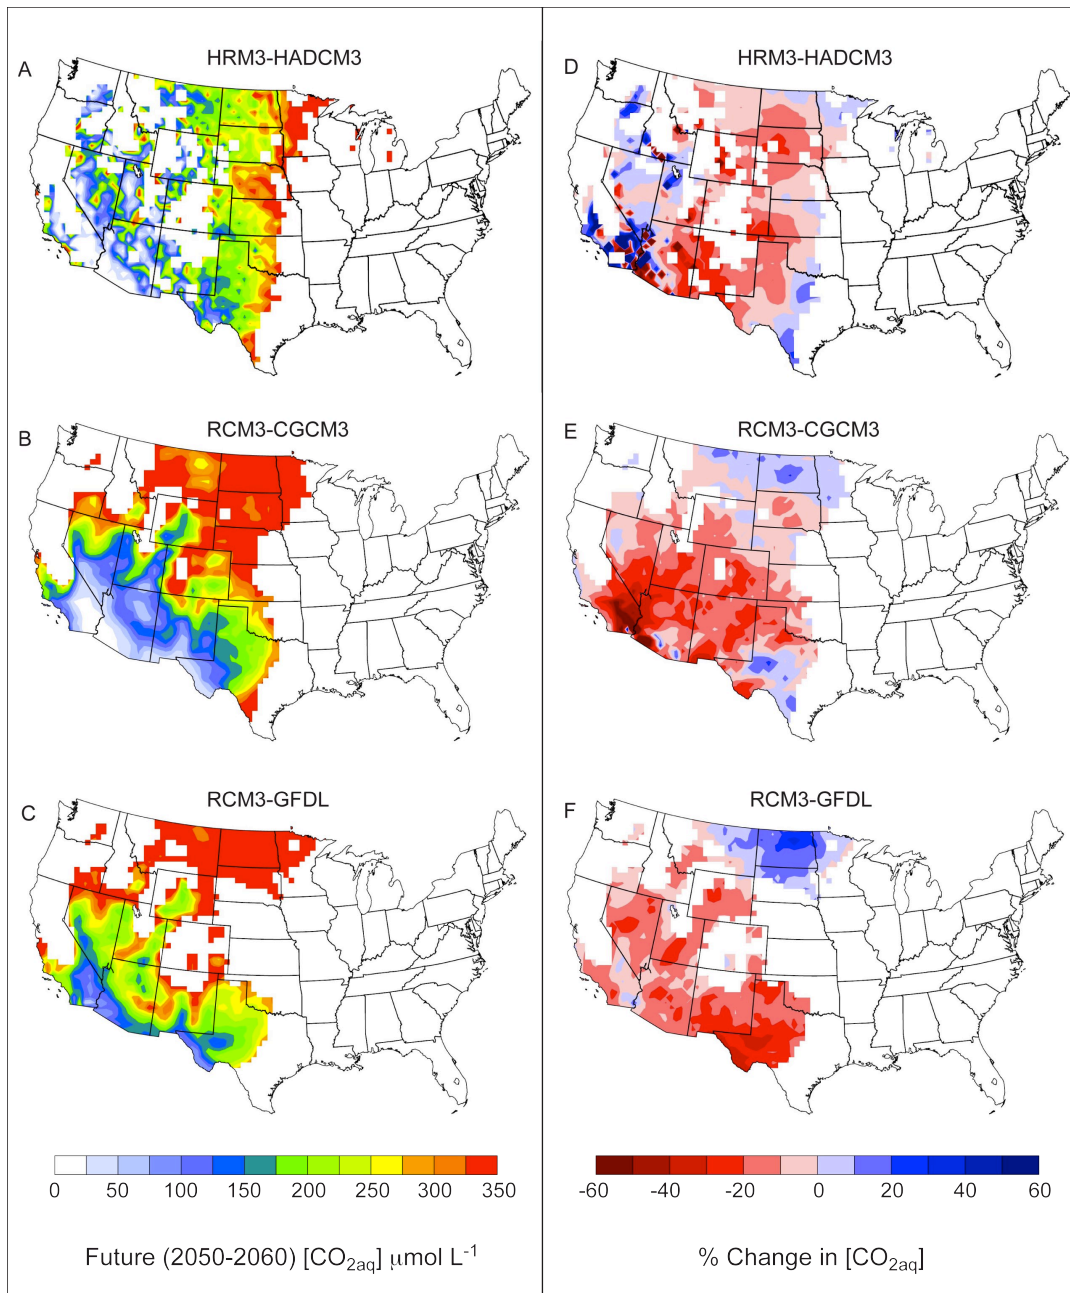 A
HRM3-HADCM3
D
HRM3-HADCM3
B
RCM3-CGCM3
E
RCM3-CGCM3
C
RCM3-GFDL
F
RCM3-GFDL
0 50 100 150 200 250 300 350
Future (2050-2060) [CO2aq] μmol L-1
-60 -40 -20 0 20 40 60
% Change in [CO2aq]